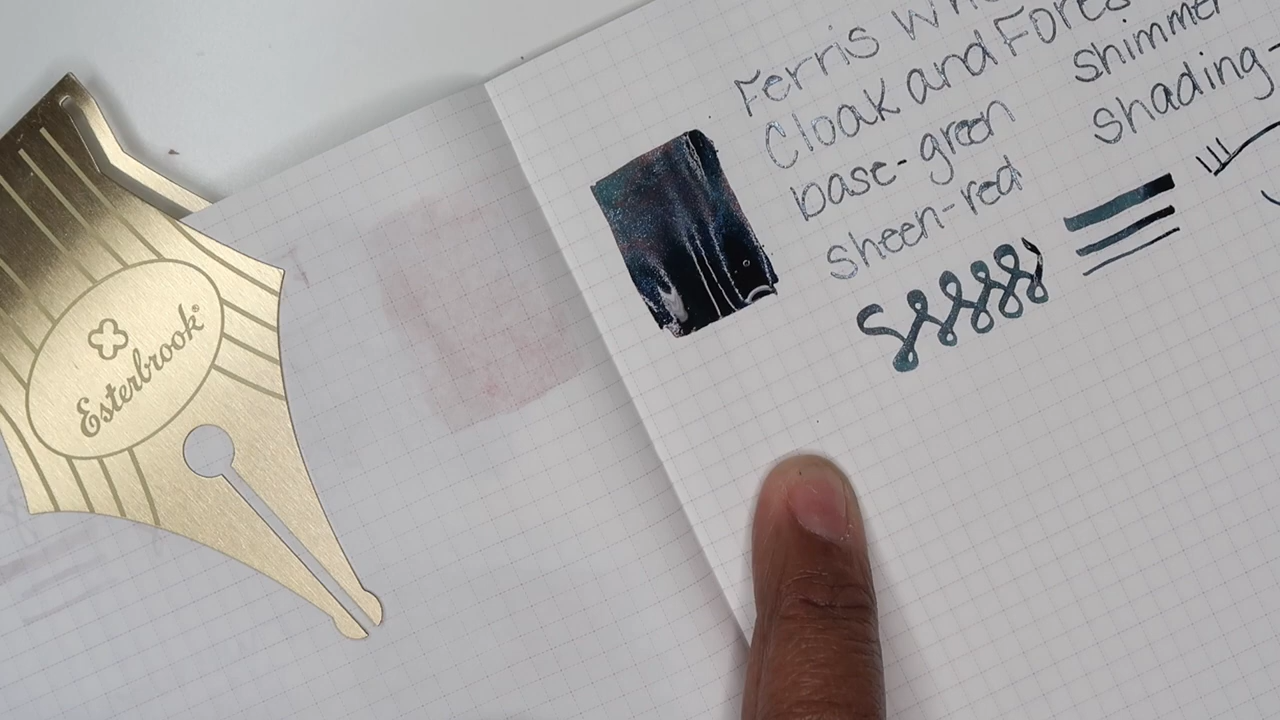 Ferris
Cloak and
base-green
sheen-red
shimmer
shading-
Esterbrook®